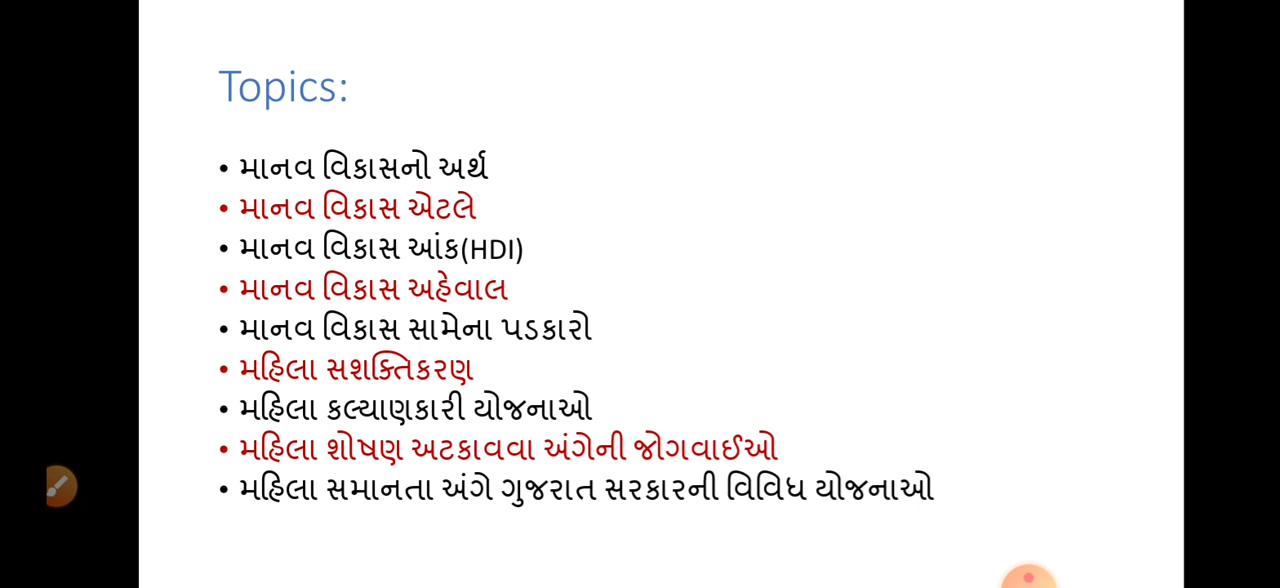 Topics:
• માનવ વિકાસનો અર્થ
• માનવ વિકાસ એટલે
• માનવ વિકાસ આંક(HDI)
• માનવ વિકાસ અહેવાલ
• માનવ વિકાસ સામેના પડકારો
• મહિલા સશક્તિકરણ
• મહિલા કલ્યાણકારી યોજનાઓ
• મહિલા શોષણ અટકાવવા અંગેની જોગવાઈઓ
• મહિલા સમાનતા અંગે ગુજરાત સરકારની વિવિધ યોજનાઓ